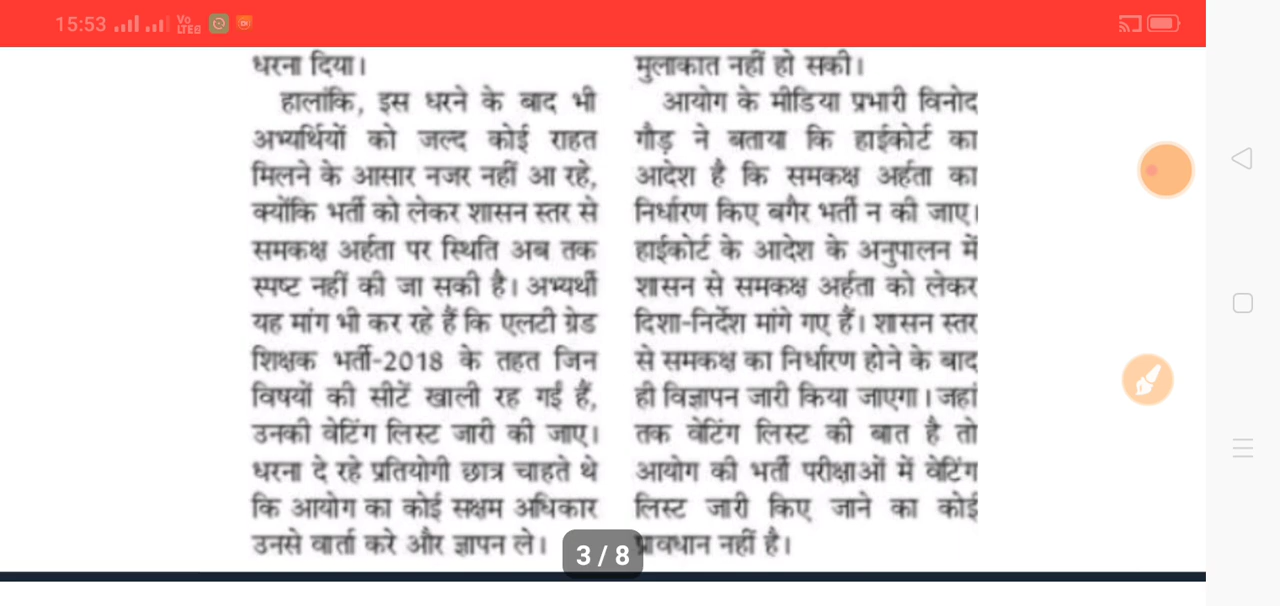 15:53
Vo
LTE
धरना दिया।
हालांकि, इस धरने के बाद भी
अभ्यर्थियों को जल्द कोई राहत
मिलने के आसार नजर नहीं आ रहे,
क्योंकि भर्ती को लेकर शासन स्तर से
समकक्ष अर्हता पर स्थिति अब तक
स्पष्ट नहीं की जा सकी है। अभ्यर्थी
यह मांग भी कर रहे हैं कि एलटी ग्रेड
शिक्षक भर्ती-2018 के तहत जिन
विषयों की सीटें खाली रह गई हैं,
उनकी वेटिंग लिस्ट जारी की जाए।
धरना दे रहे प्रतियोगी छात्र चाहते थे
कि आयोग का कोई सक्षम अधिकार
उनसे वार्ता करे और ज्ञापन ले।
मुलाकात नहीं हो सकी।
आयोग के मीडिया प्रभारी विनोद
गौड़ ने बताया कि हाईकोर्ट का
आदेश है कि समकक्ष अर्हता का
निर्धारण किए बगैर भर्ती न की जाए।
हाईकोर्ट के आदेश के अनुपालन में
शासन से समकक्ष अर्हता को लेकर
दिशा-निर्देश मांगे गए हैं। शासन स्तर
से समकक्ष का निर्धारण होने के बाद
ही विज्ञापन जारी किया जाएगा। जहां
तक वेटिंग लिस्ट की बात है तो
आयोग की भर्ती परीक्षाओं में वेटिंग
लिस्ट जारी किए जाने का कोई
प्रावधान नहीं है।
3 / 8